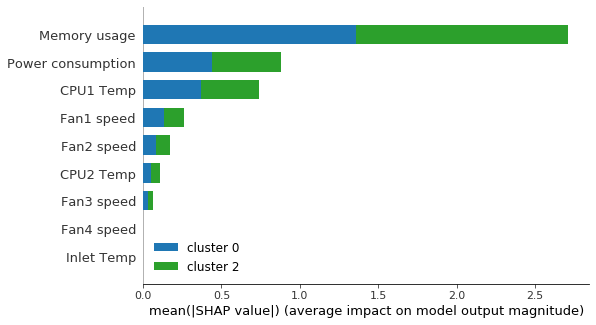 Memory usage
Power consumption
CPU1 Temp
Fan1 speed
Fan2 speed
CPU2 Temp
Fan3 speed
Fan4 speed
Inlet Temp
cluster 0
cluster 2
0.0 0.5 1.0 1.5 2.0 2.5
mean(|SHAP value|) (average impact on model output magnitude)